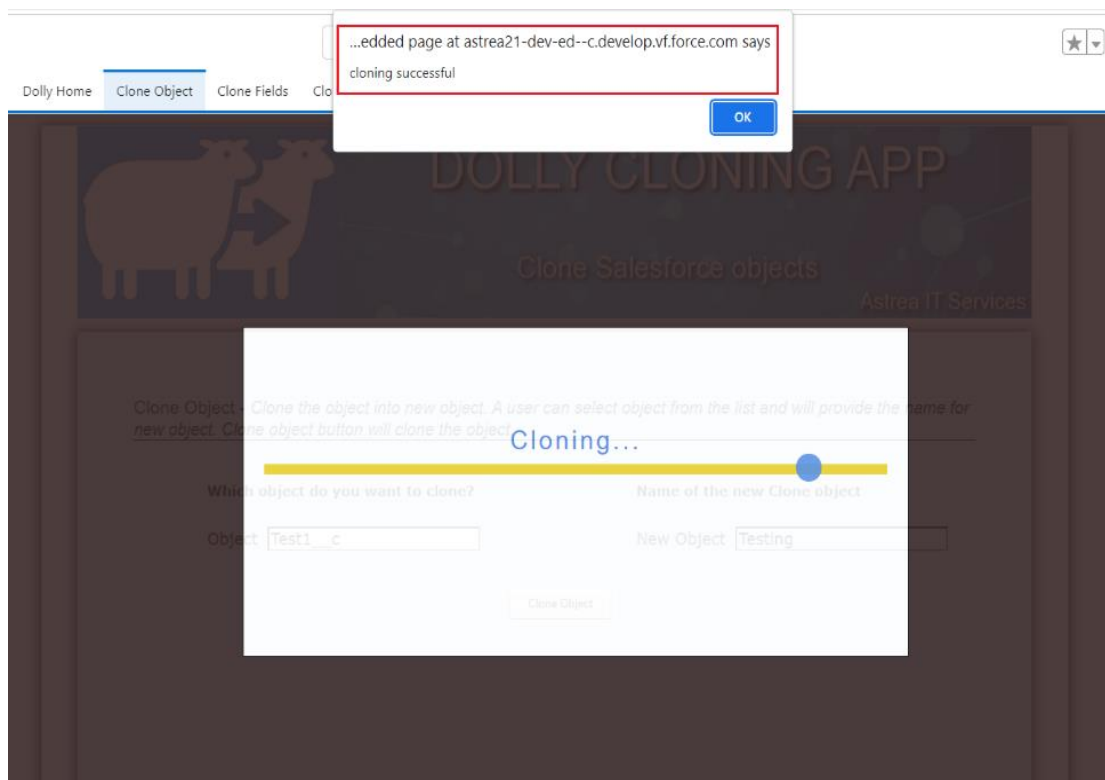 ...edded page at astrea21-dev-ed--c.develop.vf.force.com says
cloning successful
OK
Dolly Home Clone Object Clone Fields Clo
DOLLY CLONING APP
Clone Salesforce objects
Astrea IT Services
Clone Object - Clone the object into new object. A user can select object from the list and will provide the name for
new object. Clone object button will clone the object.
Cloning...
Which object do you want to clone? Name of the new Clone object
Object Test1__c New Object Testing
Clone Object